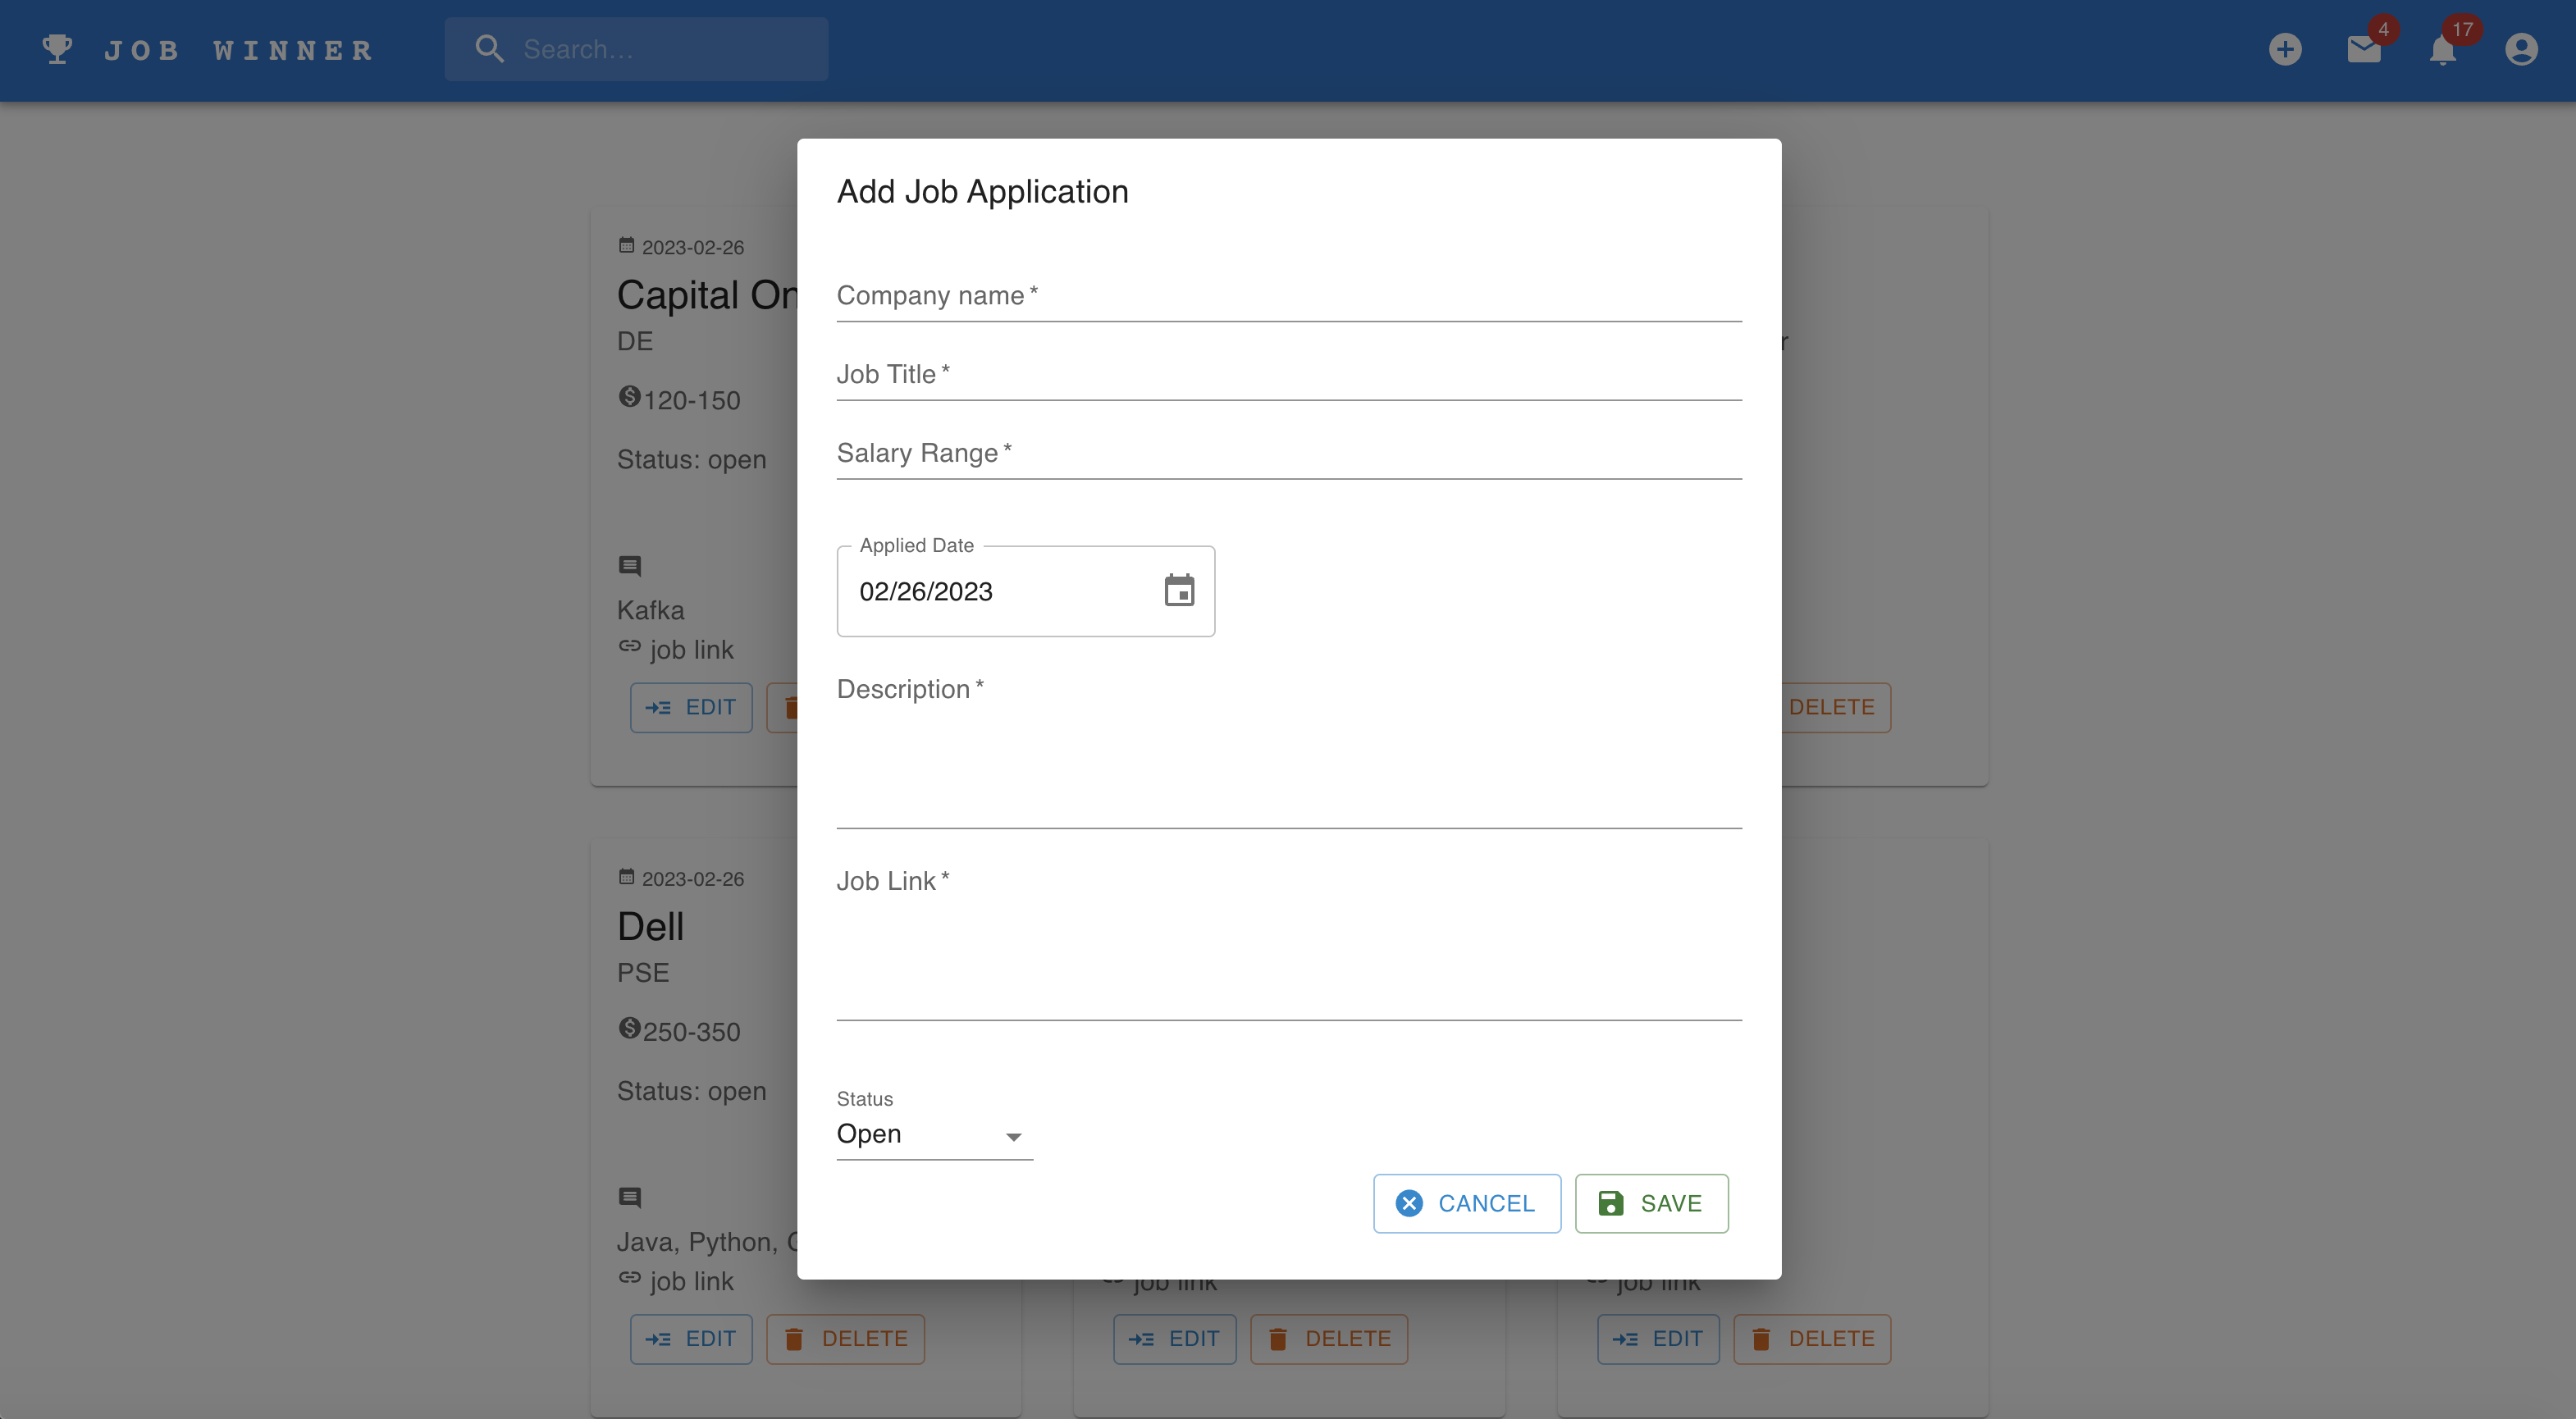 JOB WINNER
Search…
4
17
Add Job Application
Company name *
Job Title *
Salary Range *
Applied Date
02/26/2023
Description *
Job Link *
Status
Open
CANCEL
SAVE
2023-02-26
Capital On
DE
120-150
Status: open
Kafka
job link
EDIT
r
DELETE
2023-02-26
Dell
PSE
250-350
Status: open
Java, Python,
job link
EDIT DELETE
job link
EDIT DELETE
job link
EDIT DELETE